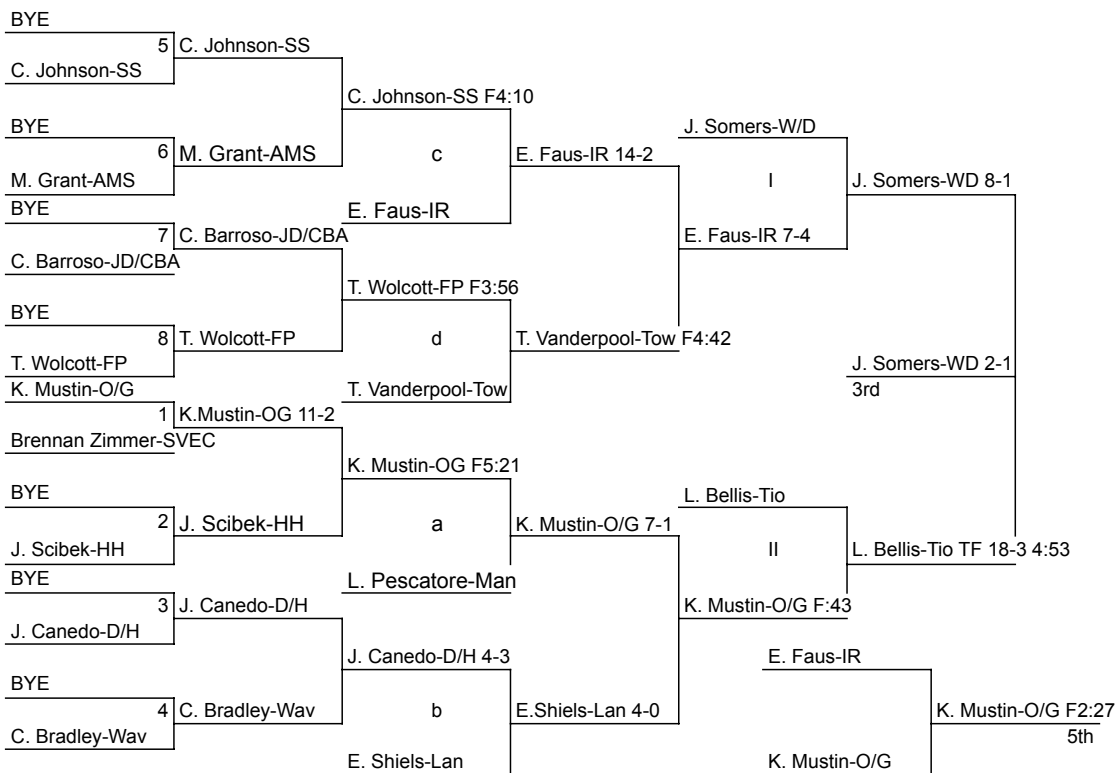 BYE
5 C. Johnson-SS
C. Johnson-SS
C. Johnson-SS F4:10
BYE
J. Somers-W/D
6 M. Grant-AMS
c
E. Faus-IR 14-2
M. Grant-AMS
I
J. Somers-WD 8-1
BYE
E. Faus-IR
7 C. Barroso-JD/CBA
E. Faus-IR 7-4
C. Barroso-JD/CBA
T. Wolcott-FP F3:56
BYE
8 T. Wolcott-FP
d
T. Vanderpool-Tow F4:42
T. Wolcott-FP
J. Somers-WD 2-1
K. Mustin-O/G
T. Vanderpool-Tow
3rd
1 K.Mustin-OG 11-2
Brennan Zimmer-SVEC
K. Mustin-OG F5:21
BYE
L. Bellis-Tio
2 J. Scibek-HH
a
K. Mustin-O/G 7-1
J. Scibek-HH
II
L. Bellis-Tio TF 18-3 4:53
BYE
L. Pescatore-Man
3 J. Canedo-D/H
K. Mustin-O/G F:43
J. Canedo-D/H
J. Canedo-D/H 4-3
E. Faus-IR
BYE
4 C. Bradley-Wav
b
E.Shiels-Lan 4-0
K. Mustin-O/G F2:27
C. Bradley-Wav
5th
E. Shiels-Lan
K. Mustin-O/G